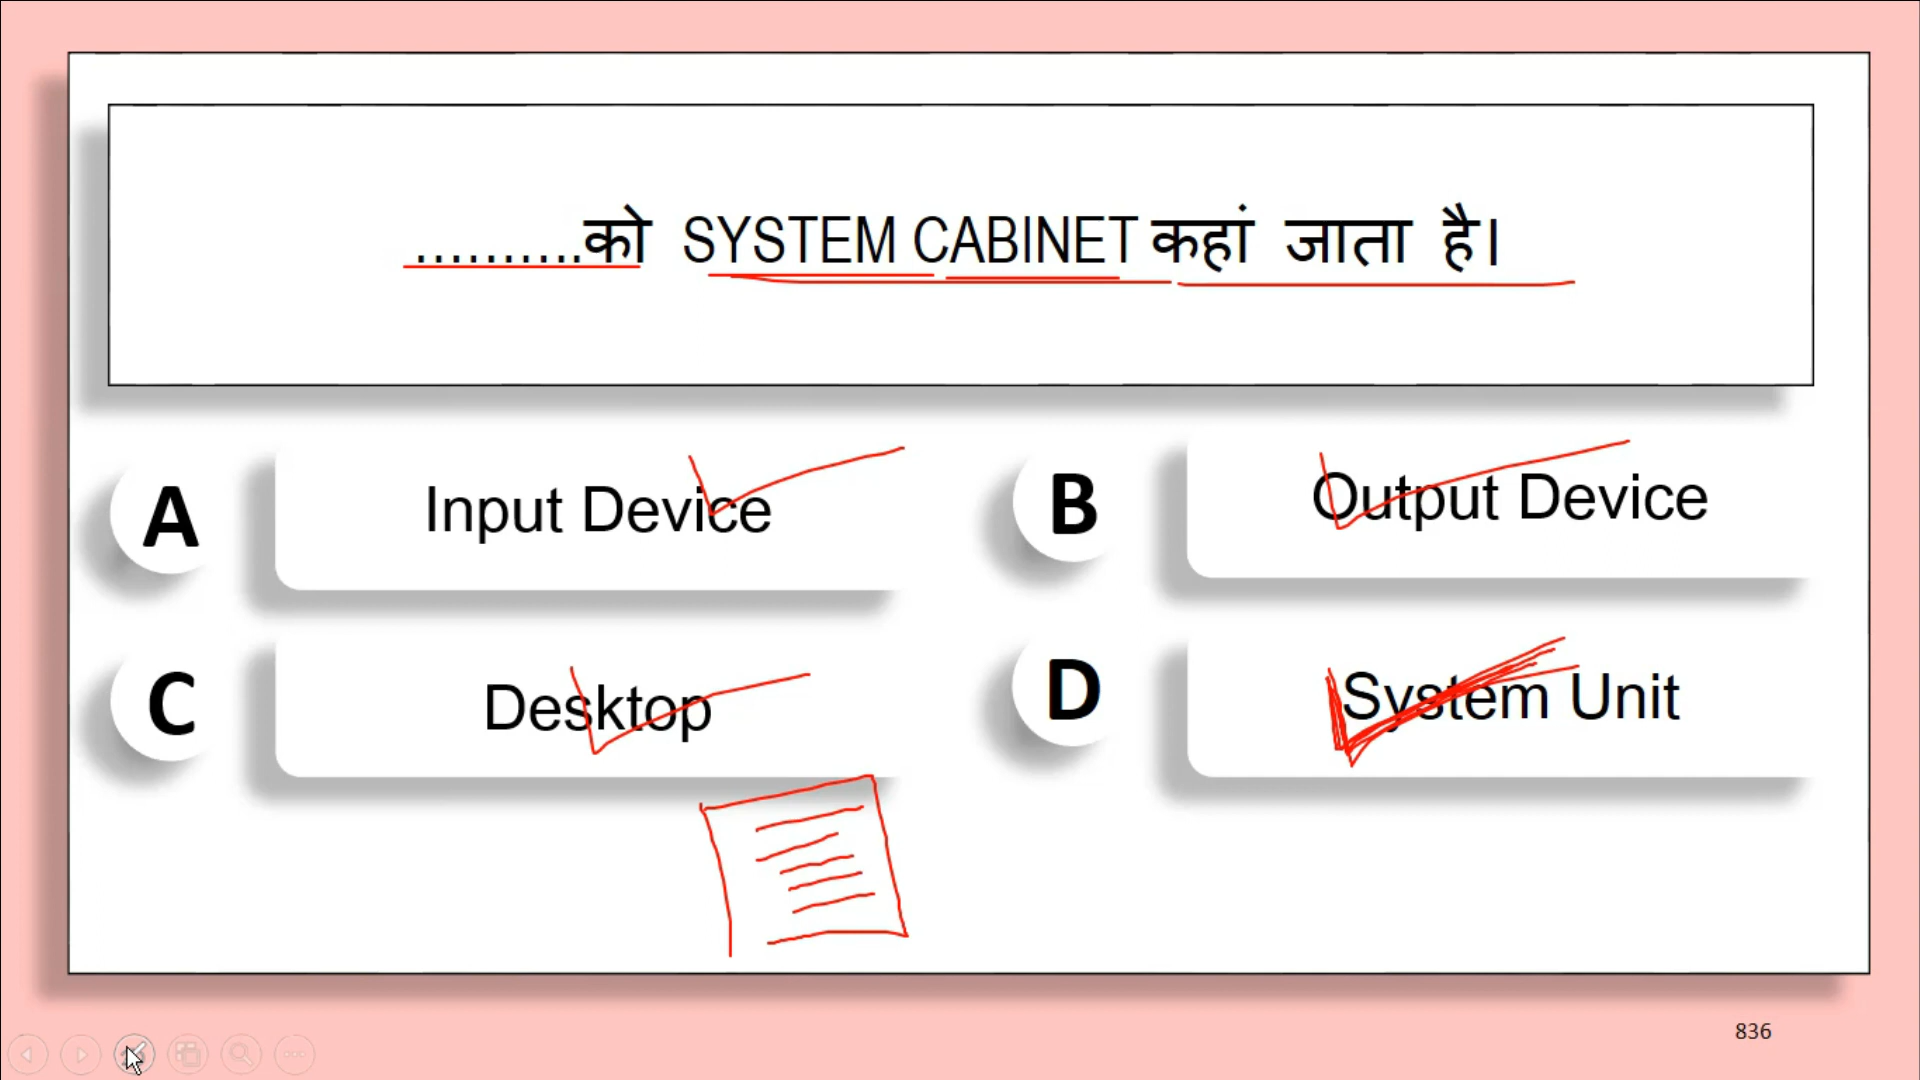 ..........को SYSTEM CABINET कहां जाता है।
A Input Device
B Output Device
C Desktop
D System Unit
836